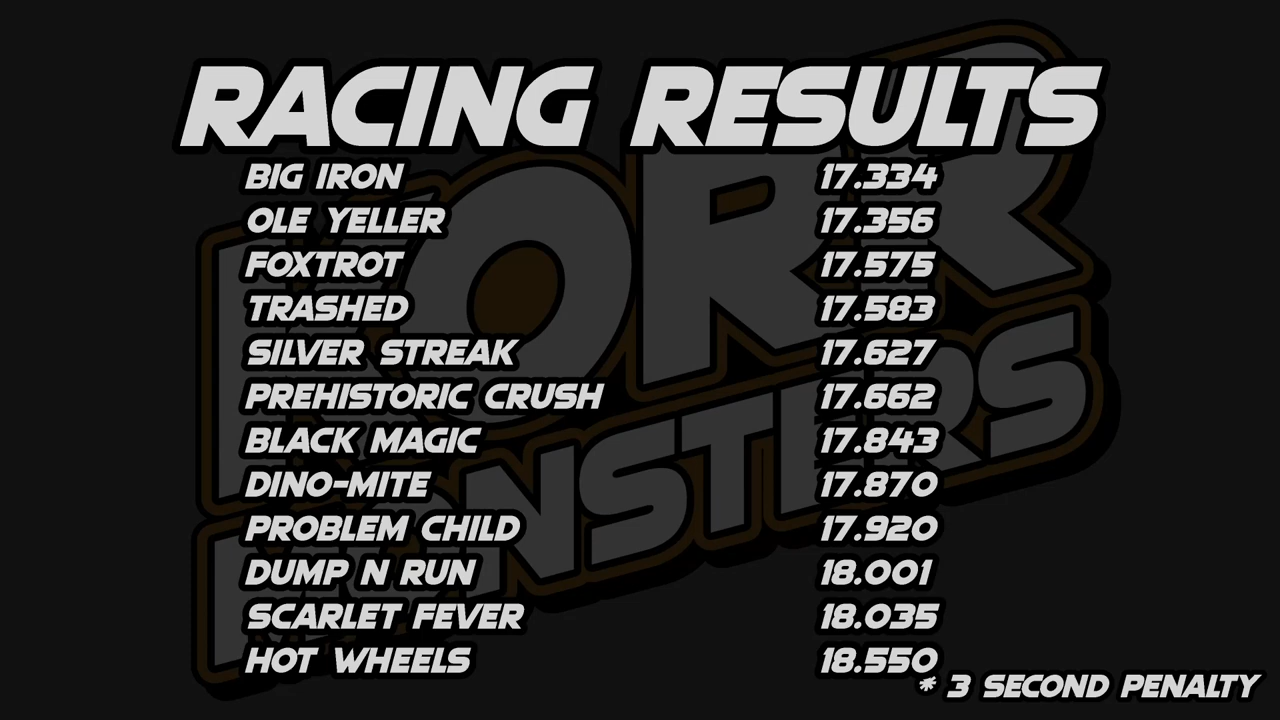 RACING RESULTS
BIG IRON 17.334
OLE YELLER 17.356
FOXTROT 17.575
TRASHED 17.583
SILVER STREAK 17.627
PREHISTORIC CRUSH 17.662
BLACK MAGIC 17.843
DINO-MITE 17.870
PROBLEM CHILD 17.920
DUMP N RUN 18.001
SCARLET FEVER 18.035
HOT WHEELS 18.550
* 3 SECOND PENALTY
MONSTERS